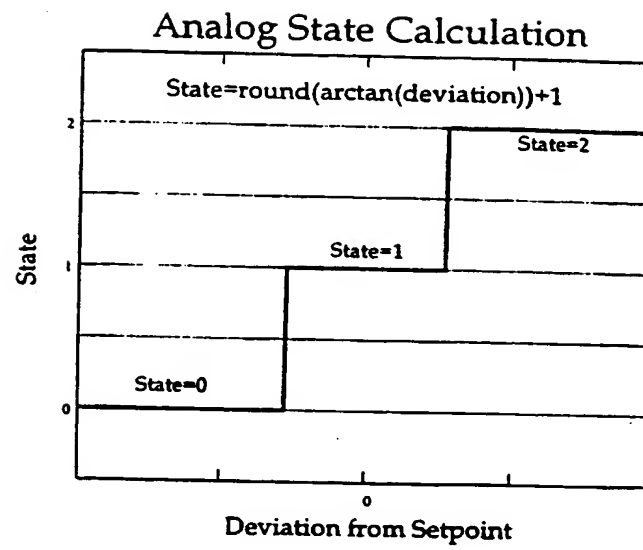 Analog State Calculation
State=round(arctan(deviation))+1
2
State=2
State
1
State=1
State=0
0
0
Deviation from Setpoint